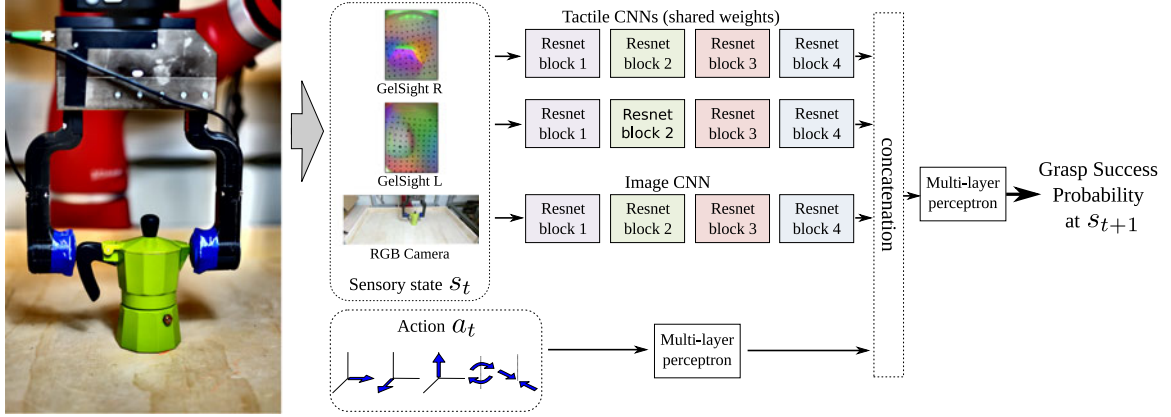 Tactile CNNs (shared weights)
Resnet block 1
Resnet block 2
Resnet block 3
Resnet block 4
GelSight R
Resnet block 1
Resnet block 2
Resnet block 3
Resnet block 4
GelSight L
Image CNN
Resnet block 1
Resnet block 2
Resnet block 3
Resnet block 4
RGB Camera
Sensory state s_t
concatenation
Multi-layer
perceptron
Grasp Success
Probability
at s_{t+1}
Action a_t
Multi-layer
perceptron